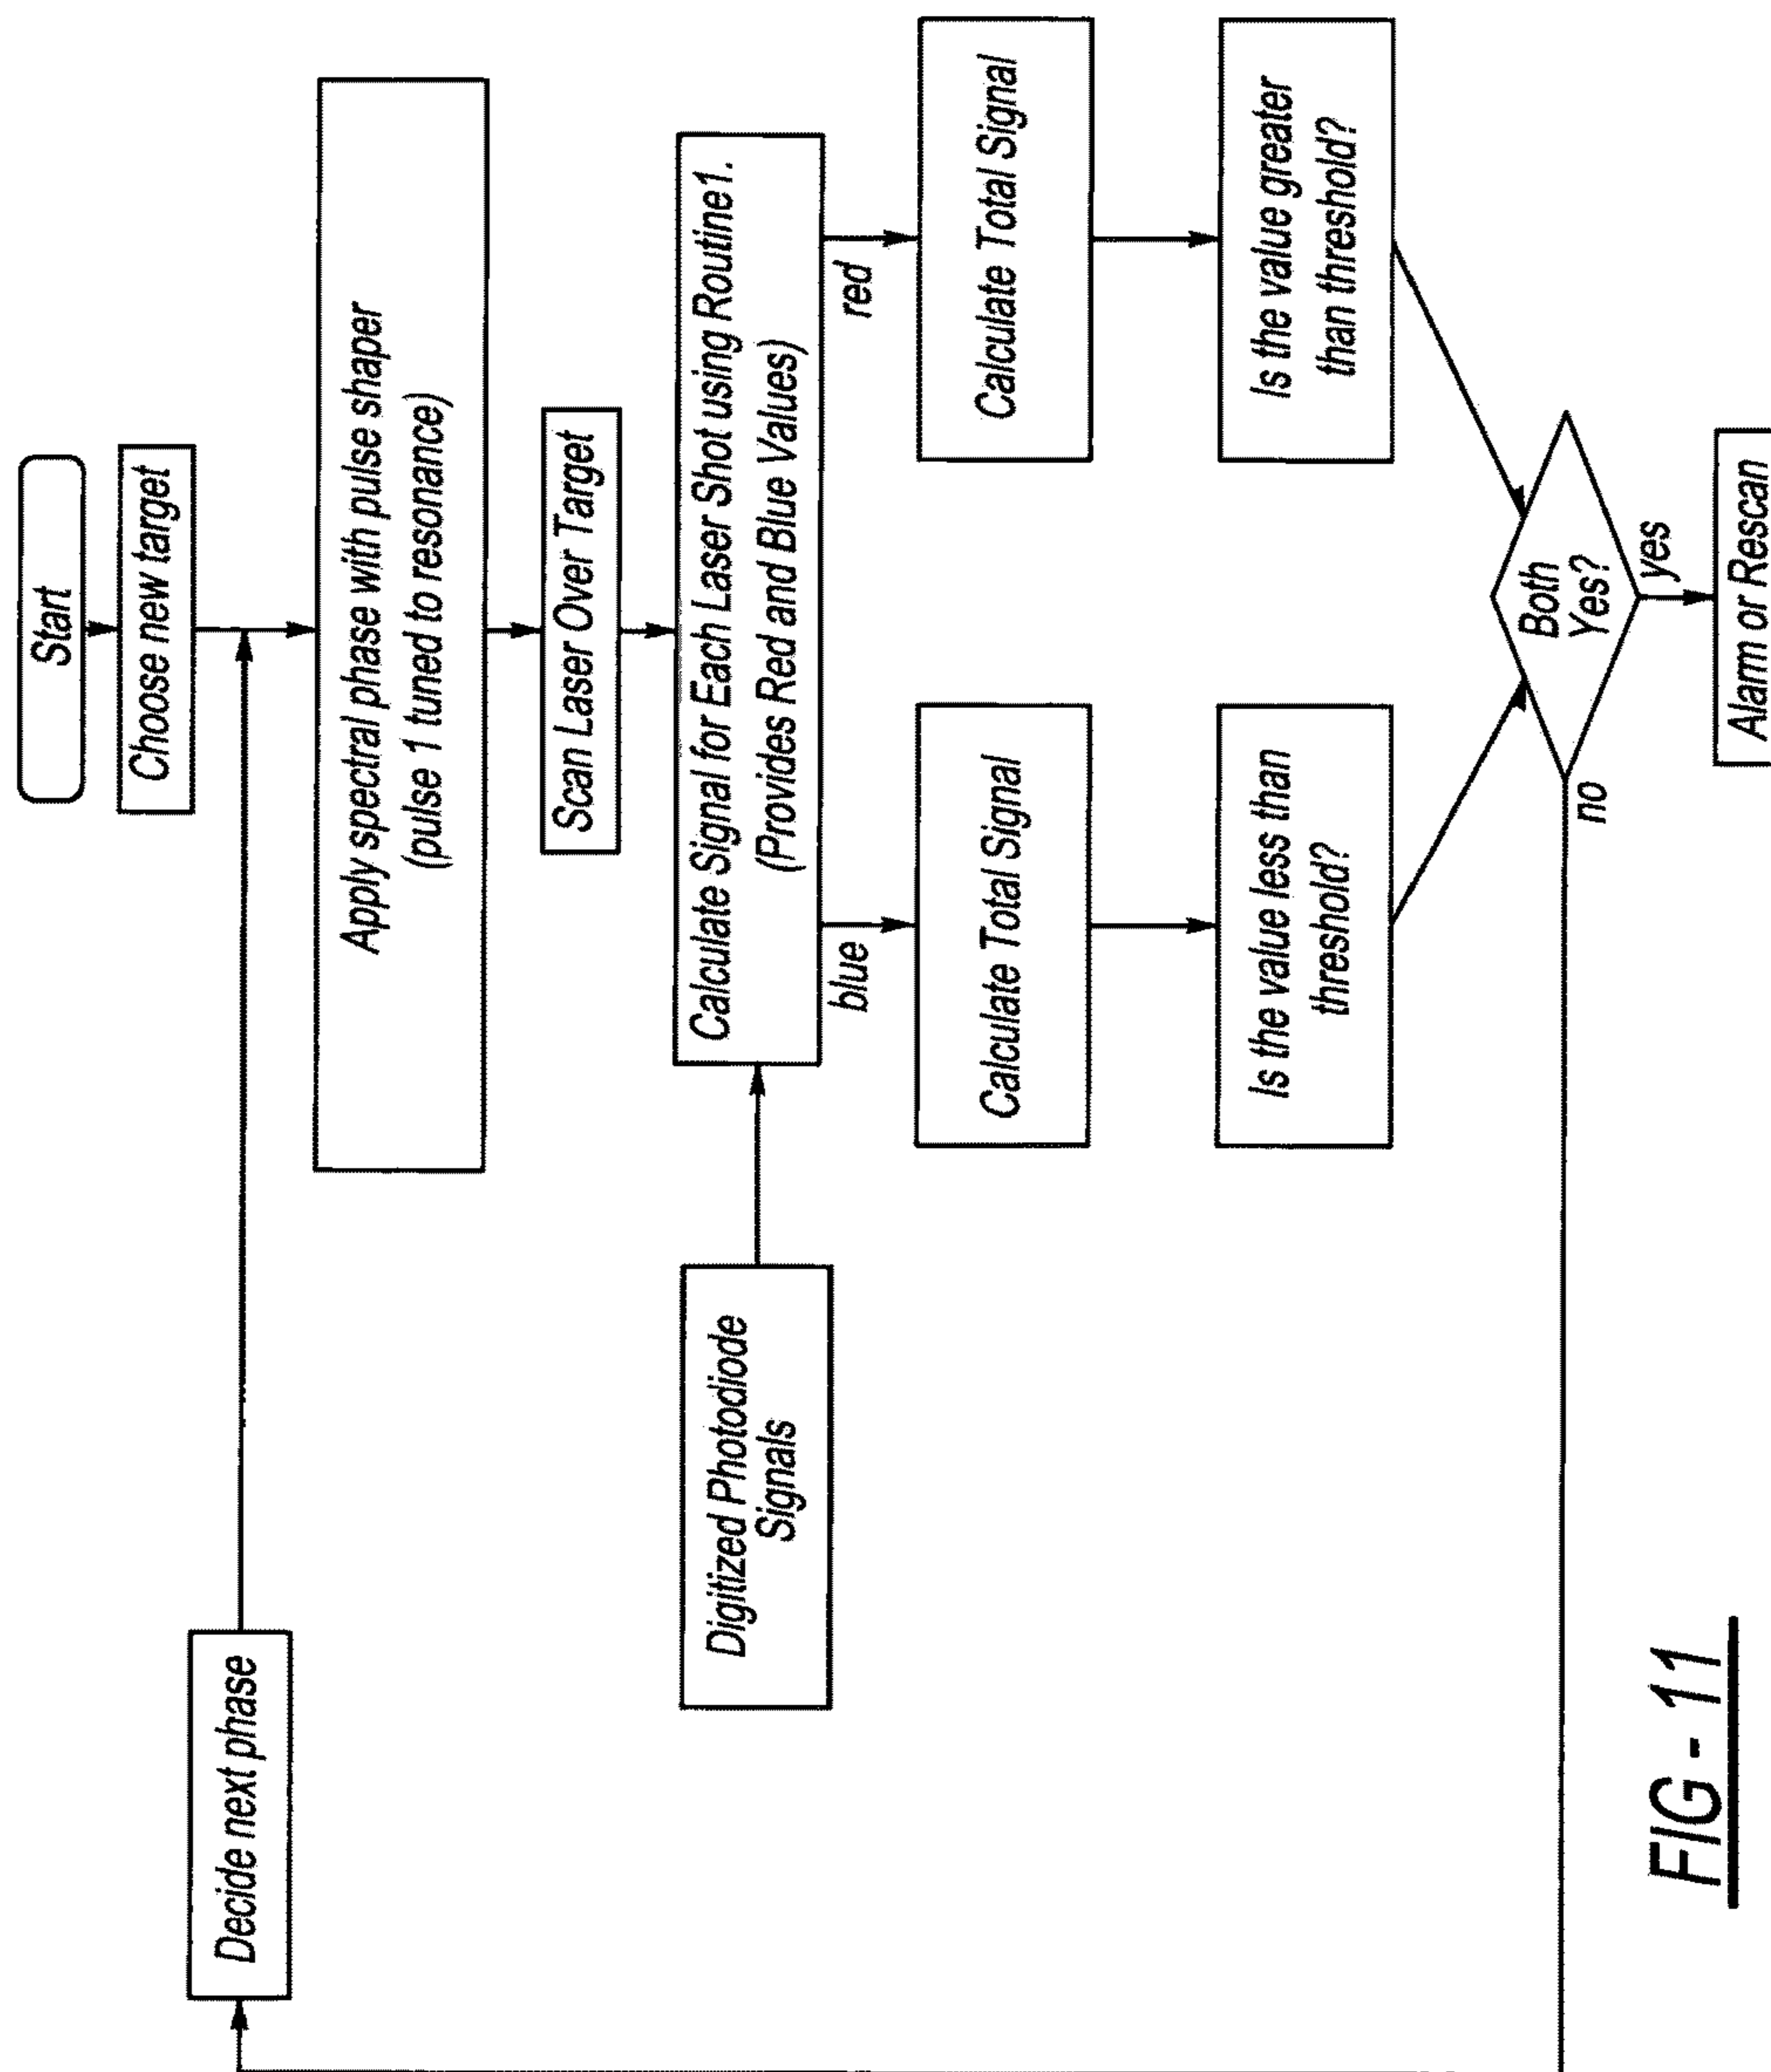 Start
Choose new target
Decide next phase
Apply spectral phase with pulse shaper
(pulse 1 tuned to resonance)
Scan Laser Over Target
Digitized Photodiode
Signals
Calculate Signal for Each Laser Shot using Routine1.
(Provides Red and Blue Values)
blue
red
Calculate Total Signal
Calculate Total Signal
Is the value less than
threshold?
Is the value greater
than threshold?
Both
Yes?
no
yes
Alarm or Rescan
FIG - 11